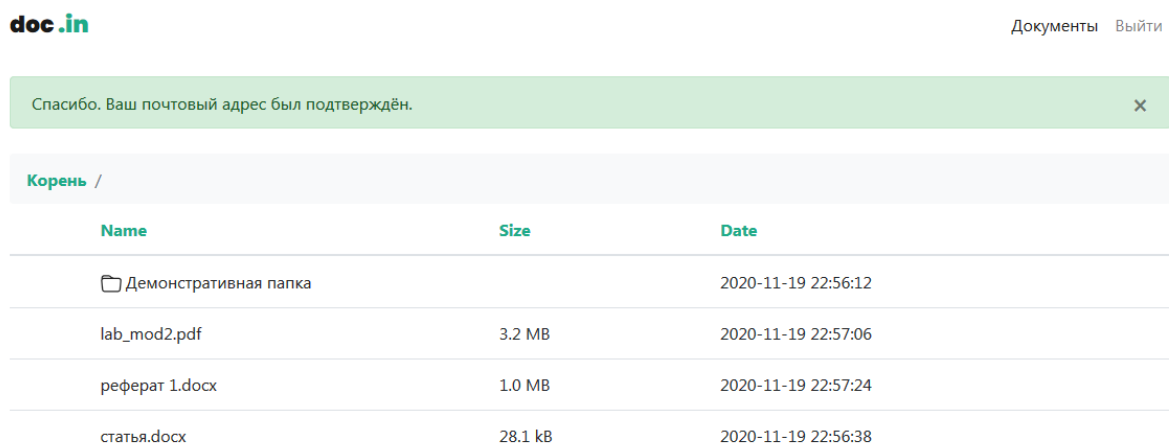 doc.in Документы Выйти
Спасибо. Ваш почтовый адрес был подтверждён. ×
Корень /
Name Size Date
Демонстративная папка 2020-11-19 22:56:12
lab_mod2.pdf 3.2 MB 2020-11-19 22:57:06
реферат 1.docx 1.0 MB 2020-11-19 22:57:24
статья.docx 28.1 kB 2020-11-19 22:56:38